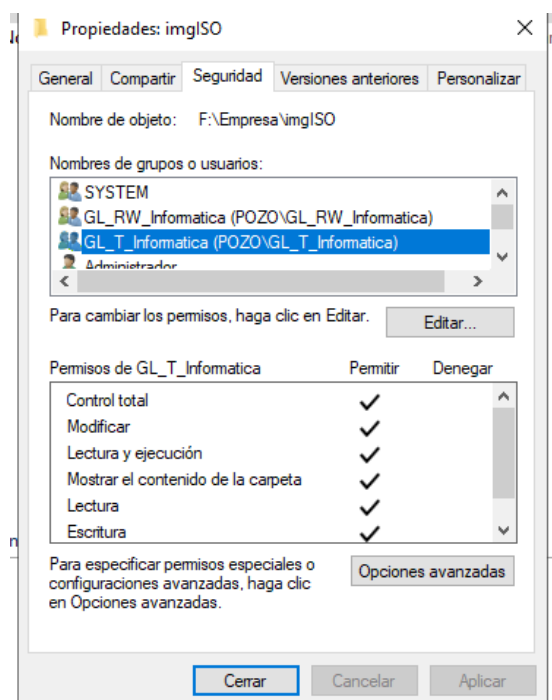 Propiedades: imgISO
General Compartir Seguridad Versiones anteriores Personalizar
Nombre de objeto: F:\Empresa\imgISO
Nombres de grupos o usuarios:
SYSTEM
GL_RW_Informatica (POZO\GL_RW_Informatica)
GL_T_Informatica (POZO\GL_T_Informatica)
Administrador
Para cambiar los permisos, haga clic en Editar. Editar...
Permisos de GL_T_Informatica Permitir Denegar
Control total
Modificar
Lectura y ejecución
Mostrar el contenido de la carpeta
Lectura
Escritura
Para especificar permisos especiales o
configuraciones avanzadas, haga clic
en Opciones avanzadas.
Opciones avanzadas
Cerrar Cancelar Aplicar